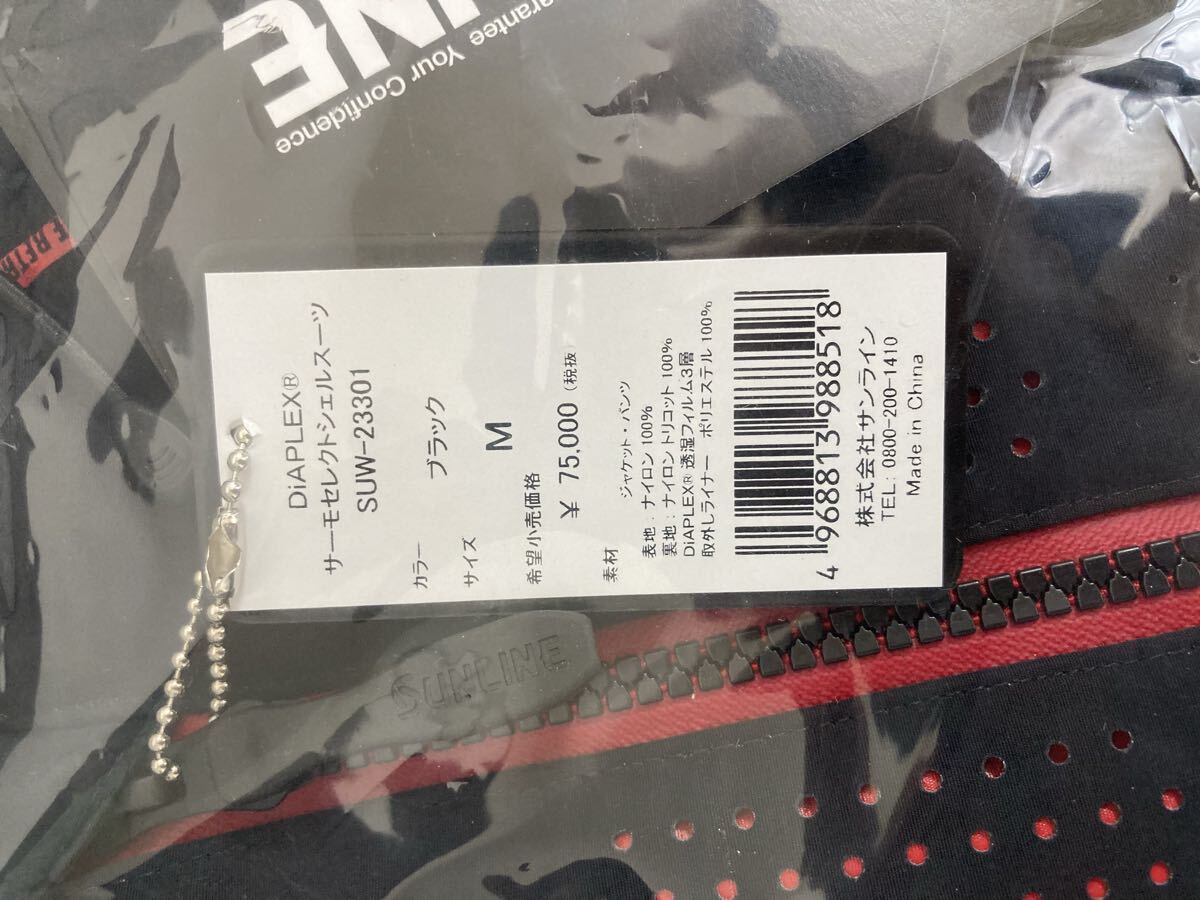 INE
arantee Your Confidence
DiAPLEX®
サーモセレクトシェルスーツ
SUW-23301
カラー ブラック
サイズ M
希望小売価格
¥ 75,000 (税抜)
素材 ジャケット・パンツ
表地：ナイロン 100%
裏地：ナイロントリコット 100%
DiAPLEX® 透湿フィルム3層
取外しライナー ポリエステル 100%
4 968813 988518
株式会社サンライン
TEL: 0800-200-1410
Made in China
SUNLINE